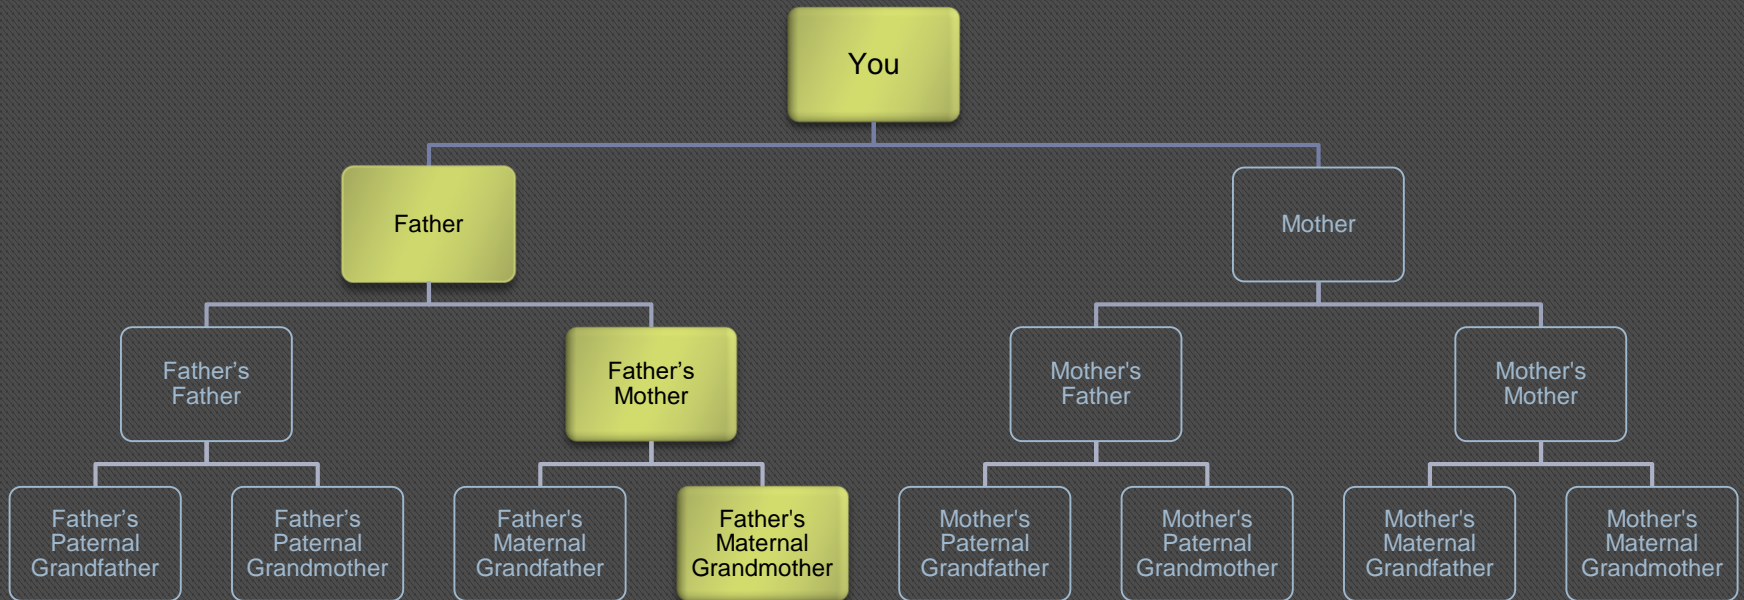 You
Father
Mother
Father’s
Father
Father’s
Mother
Mother's
Father
Mother's
Mother
Father’s
Paternal
Grandfather
Father’s
Paternal
Grandmother
Father's
Maternal
Grandfather
Father's
Maternal
Grandmother
Mother's
Paternal
Grandfather
Mother's
Paternal
Grandmother
Mother's
Maternal
Grandfather
Mother's
Maternal
Grandmother